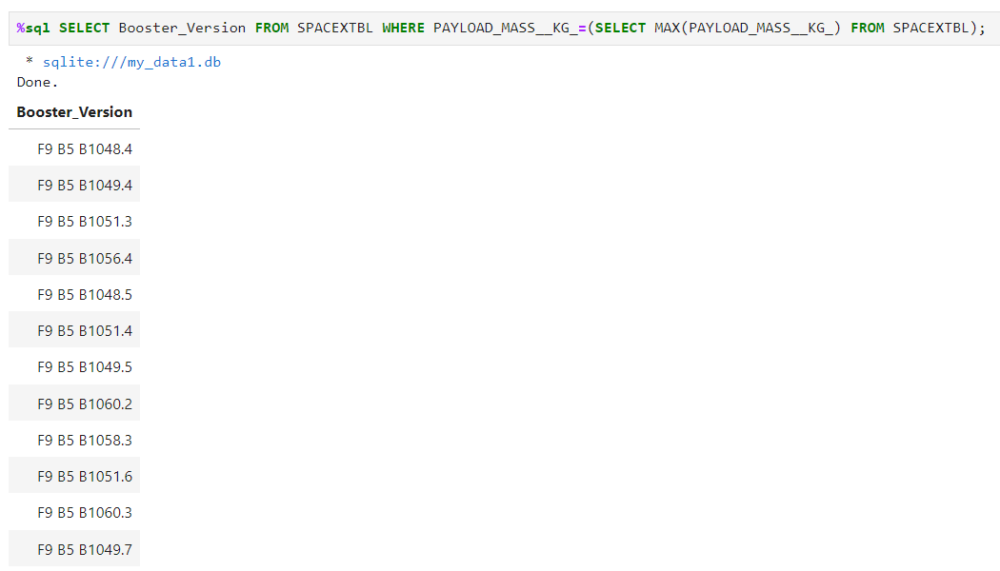 %sql SELECT Booster_Version FROM SPACEXTBL WHERE PAYLOAD_MASS__KG_=(SELECT MAX(PAYLOAD_MASS__KG_) FROM SPACEXTBL);
* sqlite:///my_data1.db
Done.
Booster_Version
F9 B5 B1048.4
F9 B5 B1049.4
F9 B5 B1051.3
F9 B5 B1056.4
F9 B5 B1048.5
F9 B5 B1051.4
F9 B5 B1049.5
F9 B5 B1060.2
F9 B5 B1058.3
F9 B5 B1051.6
F9 B5 B1060.3
F9 B5 B1049.7